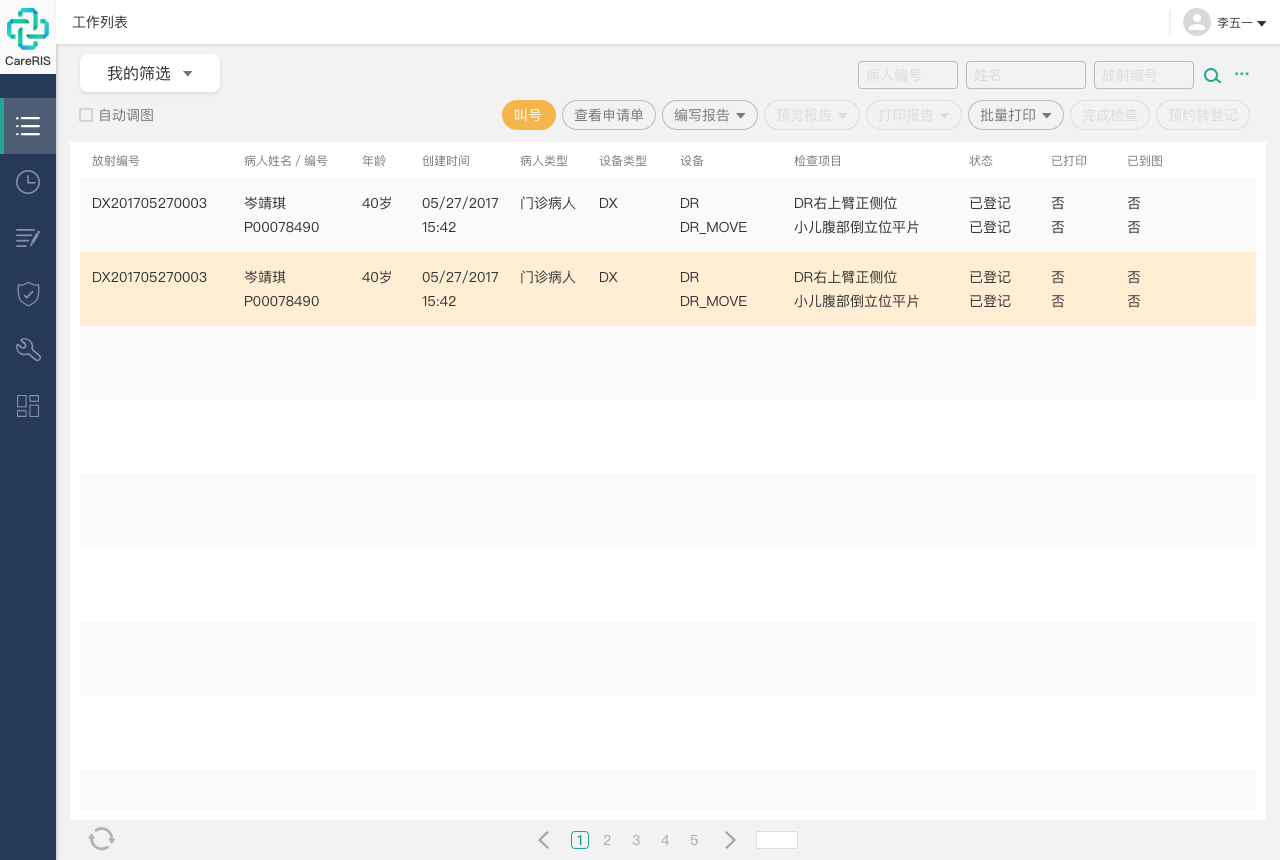 工作列表
李五一
CareRIS
我的筛选
病人编号 姓名 放射编号
自动调图
叫号 查看申请单 编写报告 预览报告 打印报告 批量打印 完成检查 预约转登记
放射编号 病人姓名 / 编号 年龄 创建时间 病人类型 设备类型 设备 检查项目 状态 已打印 已到图
DX201705270003 岑靖琪 40岁 05/27/2017 门诊病人 DX DR DR右上臂正侧位 已登记 否 否
P00078490 15:42 DR_MOVE 小儿腹部倒立位平片 已登记 否 否
DX201705270003 岑靖琪 40岁 05/27/2017 门诊病人 DX DR DR右上臂正侧位 已登记 否 否
P00078490 15:42 DR_MOVE 小儿腹部倒立位平片 已登记 否 否
1 2 3 4 5